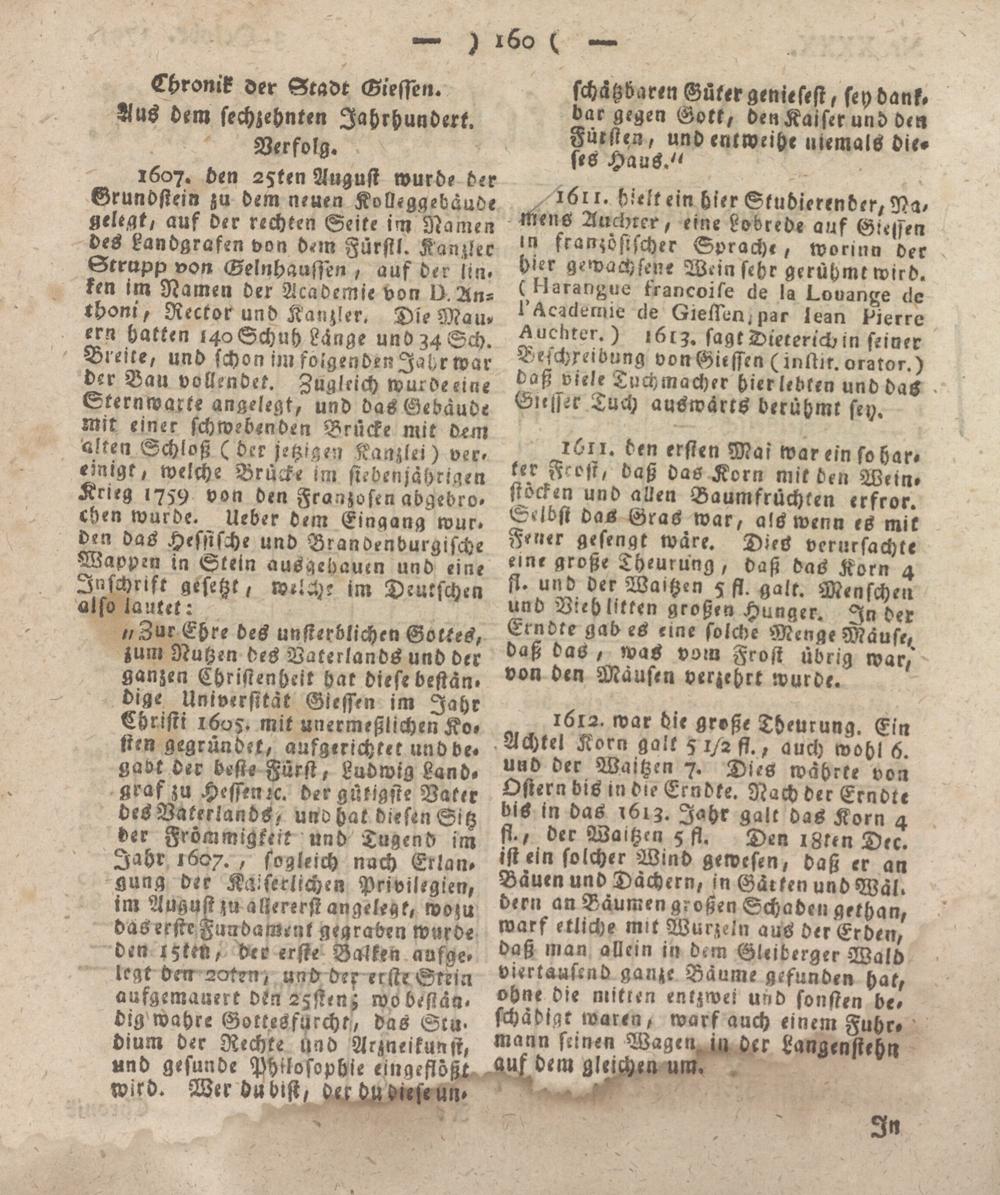 — ) 160 ( —
Chronik der Stadt Giessen.
Aus dem sechzehnten Jahrhundert.
Verfolg.
1607. den 25ten August wurde der
Grundstein zu dem neuen Kolleggebäude
gelegt, auf der rechten Seite im Namen
des Landgrafen von dem Fürstl. Kanzler
Strupp von Gelnhaussen, auf der lin-
ken im Namen der Academie von D. An-
thoni, Rector und Kanzler. Die Mau-
ern hatten 140 Schuh Länge und 34 Sch.
Breite, und schon im folgenden Jahr war
der Bau vollendet. Zugleich wurde eine
Sternwarte angelegt, und das Gebäude
mit einer schwebenden Brücke mit dem
alten Schloß ( der jetzigen Kanzlei ) ver-
einigt, welche Brücke im siebenjährigen
Krieg 1759 von den Franzosen abgebro-
chen wurde. Ueber dem Eingang wur-
den das Hessische und Brandenburgische
Wappen in Stein ausgehauen und eine
Inschrift gesetzt, welche im Deutschen
also lautet:
„Zur Ehre des unsterblichen Gottes,
zum Nutzen des Vaterlands und der
ganzen Christenheit hat diese bestän-
dige Universität Giessen im Jahr
Christi 1605. mit unermeßlichen Ko-
sten gegründet, aufgerichtet und be-
gabt der beste Fürst, Ludwig Land-
graf zu Hessen ꝛc. der gütigste Vater
des Vaterlands, und hat diesen Sitz
der Frömmigkeit und Tugend im
Jahr 1607., sogleich nach Erlan-
gung der Kaiserlichen Privilegien,
im August zu allererst angelegt, wozu
das erste Fundament gegraben wurde
den 15ten, der erste Balken aufge-
legt den 20ten, und der erste Stein
aufgemauert den 25sten; wo bestän-
dig wahre Gottesfurcht, das Stu-
dium der Rechte und Arzneikunst,
und gesunde Philosophie eingeflößt
wird. Wer du bist, der du diese un-
schätzbaren Güter geniesest, sey dank-
bar gegen Gott, den Kaiser und den
Fürsten, und entweihe niemals die-
ses Haus.“
1611. hielt ein hier Studierender, Na-
mens Auchter, eine Lobrede auf Giessen
in französischer Sprache, worinn der
hier gewachsene Wein sehr gerühmt wird.
( Harangue francoise de la Louange de
l'Academie de Giessen, par Iean Pierre
Auchter. ) 1613. sagt Dieterich in seiner
Beschreibung von Giessen ( instit. orator. )
daß viele Tuchmacher hier lebten und das
Giesser Tuch auswärts berühmt sey.
1611. den ersten Mai war ein so har-
ter Frost, daß das Korn mit den Wein-
stöcken und allen Baumfrüchten erfror.
Selbst das Gras war, als wenn es mit
Feuer gesengt wäre. Dies verursachte
eine große Theurung, daß das Korn 4
fl. und der Waitzen 5 fl. galt. Menschen
und Vieh litten großen Hunger. In der
Erndte gab es eine solche Menge Mäuse,
daß das, was vom Frost übrig war,
von den Mäusen verzehrt wurde.
1612. war die große Theurung. Ein
Achtel Korn galt 5 1/2 fl., auch wohl 6.
und der Waitzen 7. Dies währte von
Ostern bis in die Erndte. Nach der Erndte
bis in das 1613. Jahr galt das Korn 4
fl., der Waitzen 5 fl. Den 18ten Dec.
ist ein solcher Wind gewesen, daß er an
Bäuen und Dächern, in Gärten und Wäl-
dern an Bäumen großen Schaden gethan,
warf etliche mit Wurzeln aus der Erden,
daß man allein in dem Gleiberger Wald
viertausend ganze Bäume gefunden hat,
ohne die mitten entzwei und sonsten be-
schädigt waren, warf auch einem Fuhr-
mann seinen Wagen in der Langenstehn
auf dem gleichen um.
In